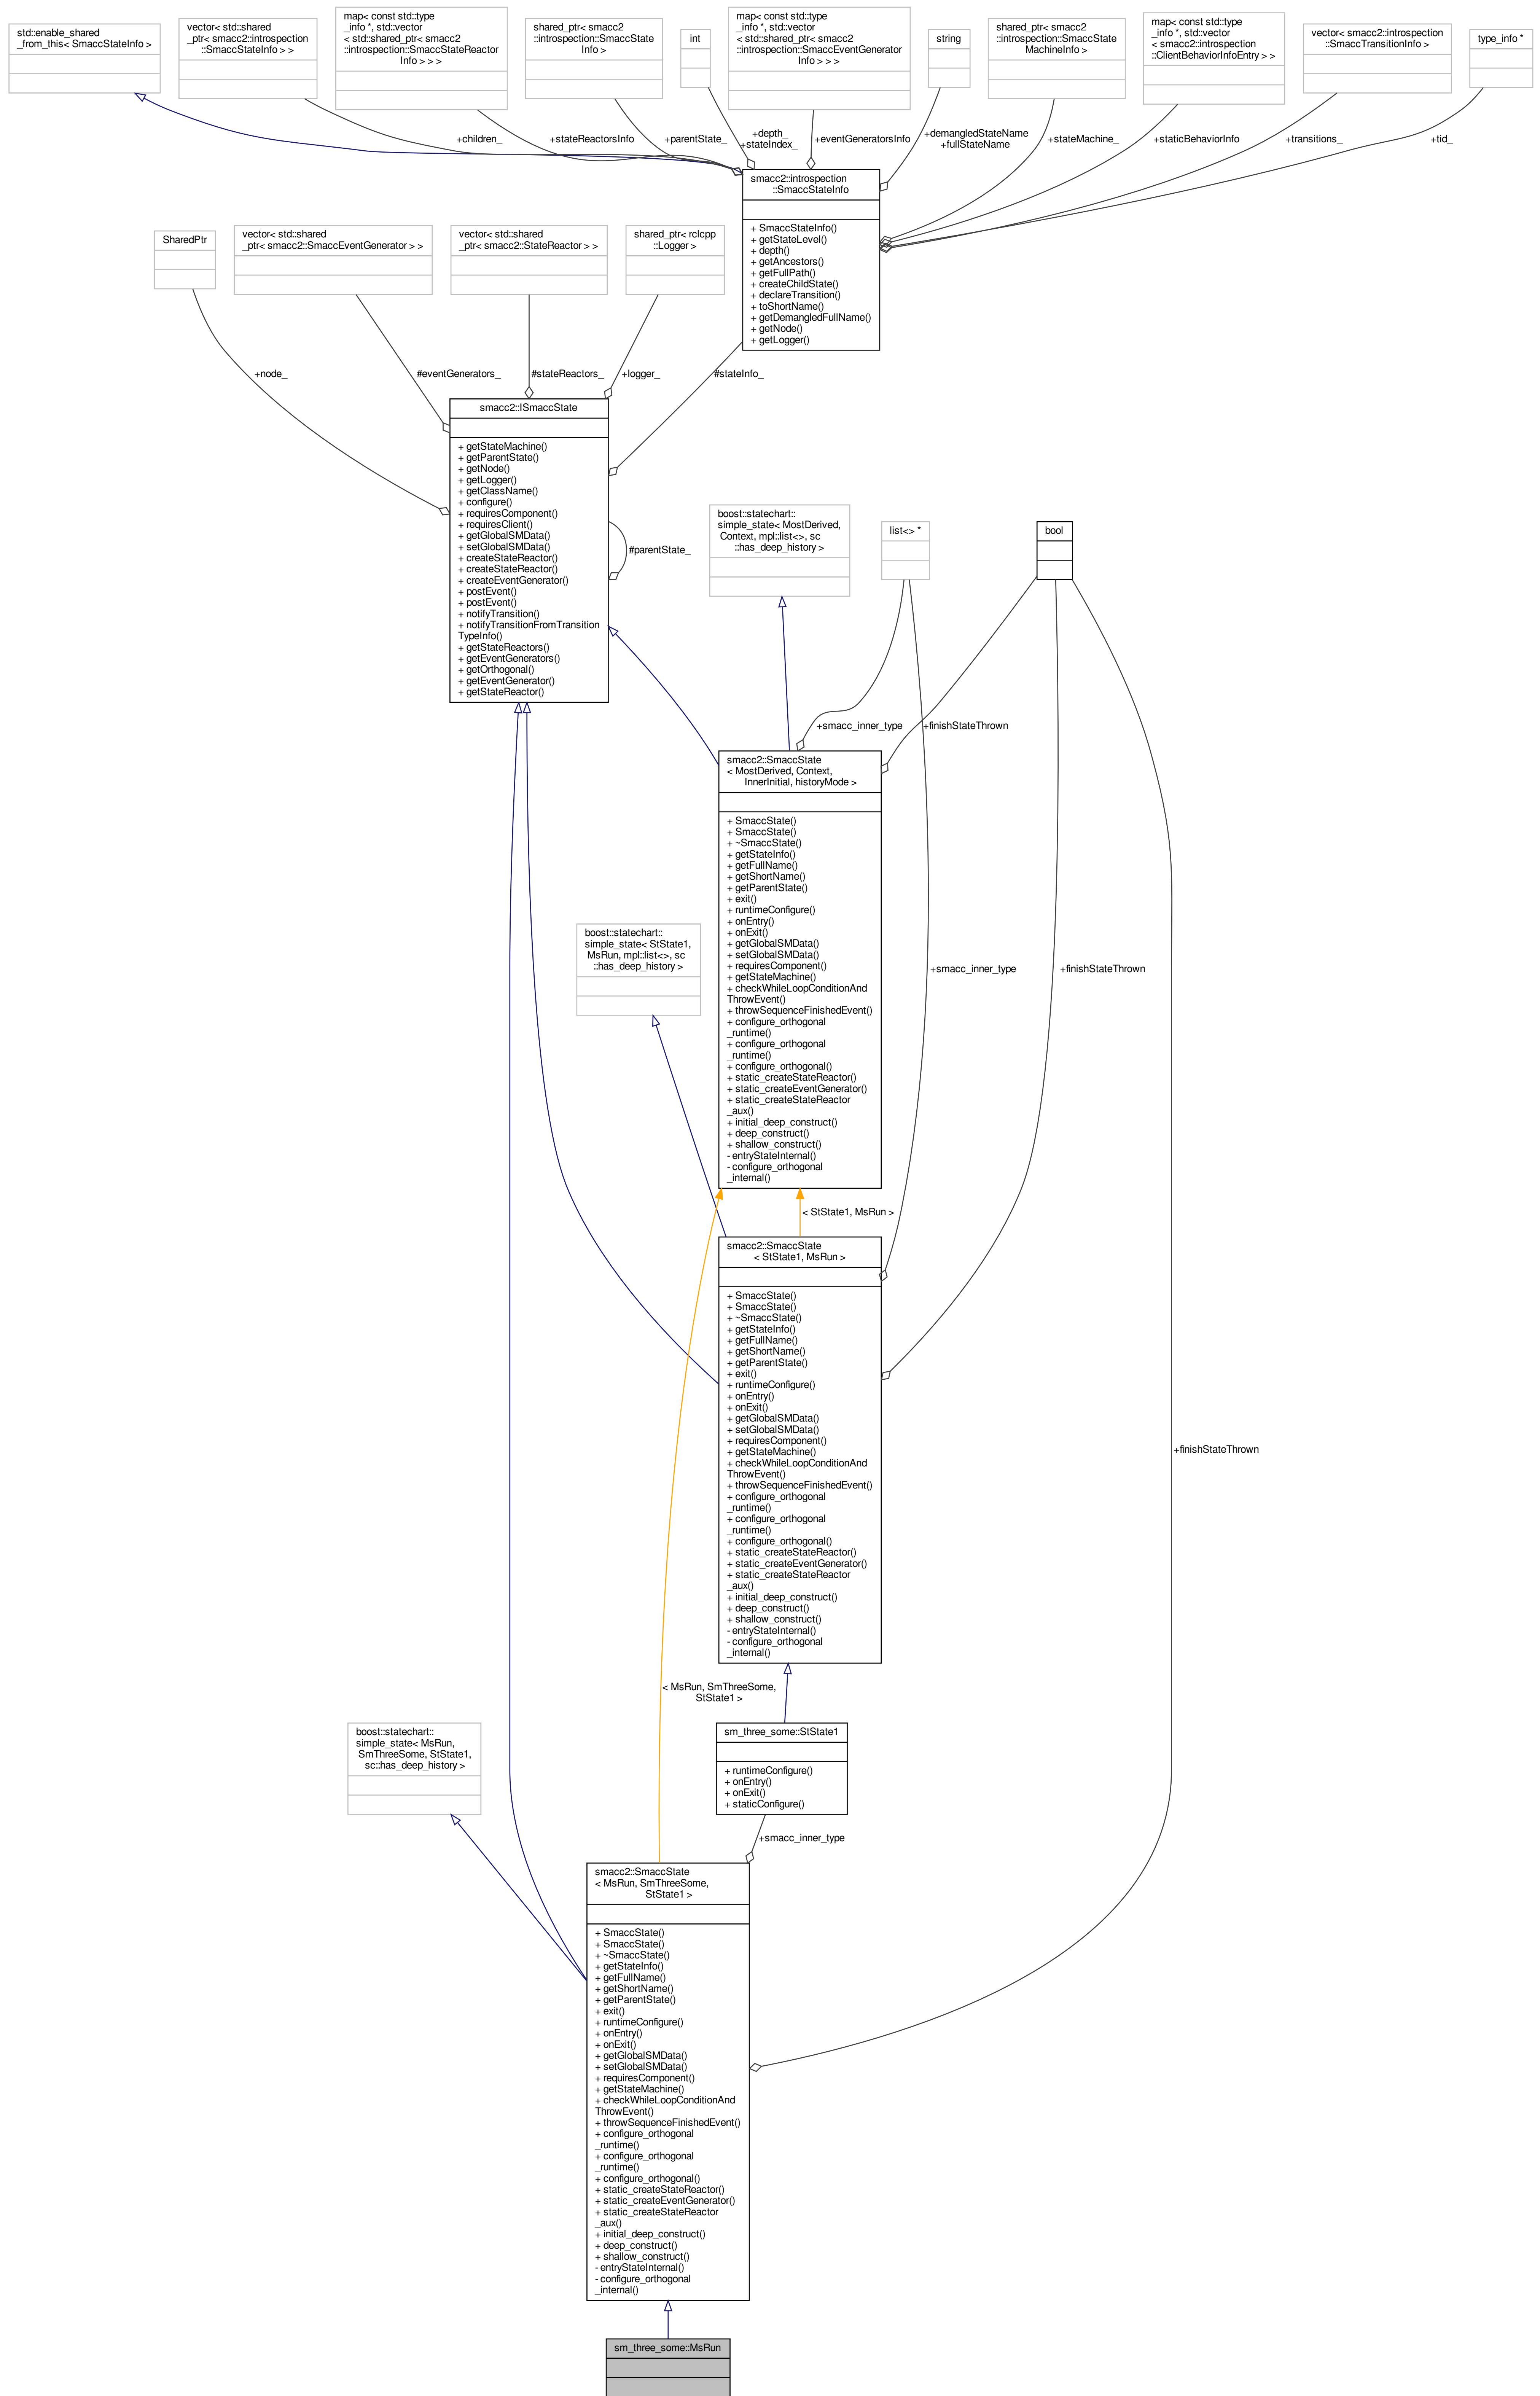 std::enable_shared
_from_this< SmaccStateInfo >
vector< std::shared
_ptr< smacc2::introspection
::SmaccStateInfo > >
map< const std::type
_info *, std::vector
< std::shared_ptr< smacc2
::introspection::SmaccStateReactor
Info > > >
shared_ptr< smacc2
::introspection::SmaccState
Info >
int
map< const std::type
_info *, std::vector
< std::shared_ptr< smacc2
::introspection::SmaccEventGenerator
Info > > >
string
shared_ptr< smacc2
::introspection::SmaccState
MachineInfo >
map< const std::type
_info *, std::vector
< smacc2::introspection
::ClientBehaviorInfoEntry > >
vector< smacc2::introspection
::SmaccTransitionInfo >
type_info *
+children_
+stateReactorsInfo
+parentState_
+depth_
+stateIndex_
+eventGeneratorsInfo
+demangledStateName
+fullStateName
+stateMachine_
+staticBehaviorInfo
+transitions_
+tid_
smacc2::introspection
::SmaccStateInfo
+ SmaccStateInfo()
+ getStateLevel()
+ depth()
+ getAncestors()
+ getFullPath()
+ createChildState()
+ declareTransition()
+ toShortName()
+ getDemangledFullName()
+ getNode()
+ getLogger()
SharedPtr
vector< std::shared
_ptr< smacc2::SmaccEventGenerator > >
vector< std::shared
_ptr< smacc2::StateReactor > >
shared_ptr< rclcpp
::Logger >
+node_
#eventGenerators_
#stateReactors_
+logger_
#stateInfo_
smacc2::ISmaccState
+ getStateMachine()
+ getParentState()
+ getNode()
+ getLogger()
+ getClassName()
+ configure()
+ requiresComponent()
+ requiresClient()
+ getGlobalSMData()
+ setGlobalSMData()
+ createStateReactor()
+ createStateReactor()
+ createEventGenerator()
+ postEvent()
+ postEvent()
+ notifyTransition()
+ notifyTransitionFromTransition
TypeInfo()
+ getStateReactors()
+ getEventGenerators()
+ getOrthogonal()
+ getEventGenerator()
+ getStateReactor()
#parentState_
boost::statechart::
simple_state< MostDerived,
Context, mpl::list<>, sc
::has_deep_history >
list<> *
bool
+smacc_inner_type
+finishStateThrown
smacc2::SmaccState
< MostDerived, Context,
InnerInitial, historyMode >
+ SmaccState()
+ SmaccState()
+ ~SmaccState()
+ getStateInfo()
+ getFullName()
+ getShortName()
+ getParentState()
+ exit()
+ runtimeConfigure()
+ onEntry()
+ onExit()
+ getGlobalSMData()
+ setGlobalSMData()
+ requiresComponent()
+ getStateMachine()
+ checkWhileLoopConditionAnd
ThrowEvent()
+ throwSequenceFinishedEvent()
+ configure_orthogonal
_runtime()
+ configure_orthogonal
_runtime()
+ configure_orthogonal()
+ static_createStateReactor()
+ static_createEventGenerator()
+ static_createStateReactor
_aux()
+ initial_deep_construct()
+ deep_construct()
+ shallow_construct()
- entryStateInternal()
- configure_orthogonal
_internal()
boost::statechart::
simple_state< StState1,
MsRun, mpl::list<>, sc
::has_deep_history >
+smacc_inner_type
+finishStateThrown
< StState1, MsRun >
smacc2::SmaccState
< StState1, MsRun >
+ SmaccState()
+ SmaccState()
+ ~SmaccState()
+ getStateInfo()
+ getFullName()
+ getShortName()
+ getParentState()
+ exit()
+ runtimeConfigure()
+ onEntry()
+ onExit()
+ getGlobalSMData()
+ setGlobalSMData()
+ requiresComponent()
+ getStateMachine()
+ checkWhileLoopConditionAnd
ThrowEvent()
+ throwSequenceFinishedEvent()
+ configure_orthogonal
_runtime()
+ configure_orthogonal
_runtime()
+ configure_orthogonal()
+ static_createStateReactor()
+ static_createEventGenerator()
+ static_createStateReactor
_aux()
+ initial_deep_construct()
+ deep_construct()
+ shallow_construct()
- entryStateInternal()
- configure_orthogonal
_internal()
+finishStateThrown
< MsRun, SmThreeSome,
StState1 >
boost::statechart::
simple_state< MsRun,
SmThreeSome, StState1,
sc::has_deep_history >
sm_three_some::StState1
+ runtimeConfigure()
+ onEntry()
+ onExit()
+ staticConfigure()
+smacc_inner_type
smacc2::SmaccState
< MsRun, SmThreeSome,
StState1 >
+ SmaccState()
+ SmaccState()
+ ~SmaccState()
+ getStateInfo()
+ getFullName()
+ getShortName()
+ getParentState()
+ exit()
+ runtimeConfigure()
+ onEntry()
+ onExit()
+ getGlobalSMData()
+ setGlobalSMData()
+ requiresComponent()
+ getStateMachine()
+ checkWhileLoopConditionAnd
ThrowEvent()
+ throwSequenceFinishedEvent()
+ configure_orthogonal
_runtime()
+ configure_orthogonal
_runtime()
+ configure_orthogonal()
+ static_createStateReactor()
+ static_createEventGenerator()
+ static_createStateReactor
_aux()
+ initial_deep_construct()
+ deep_construct()
+ shallow_construct()
- entryStateInternal()
- configure_orthogonal
_internal()
sm_three_some::MsRun